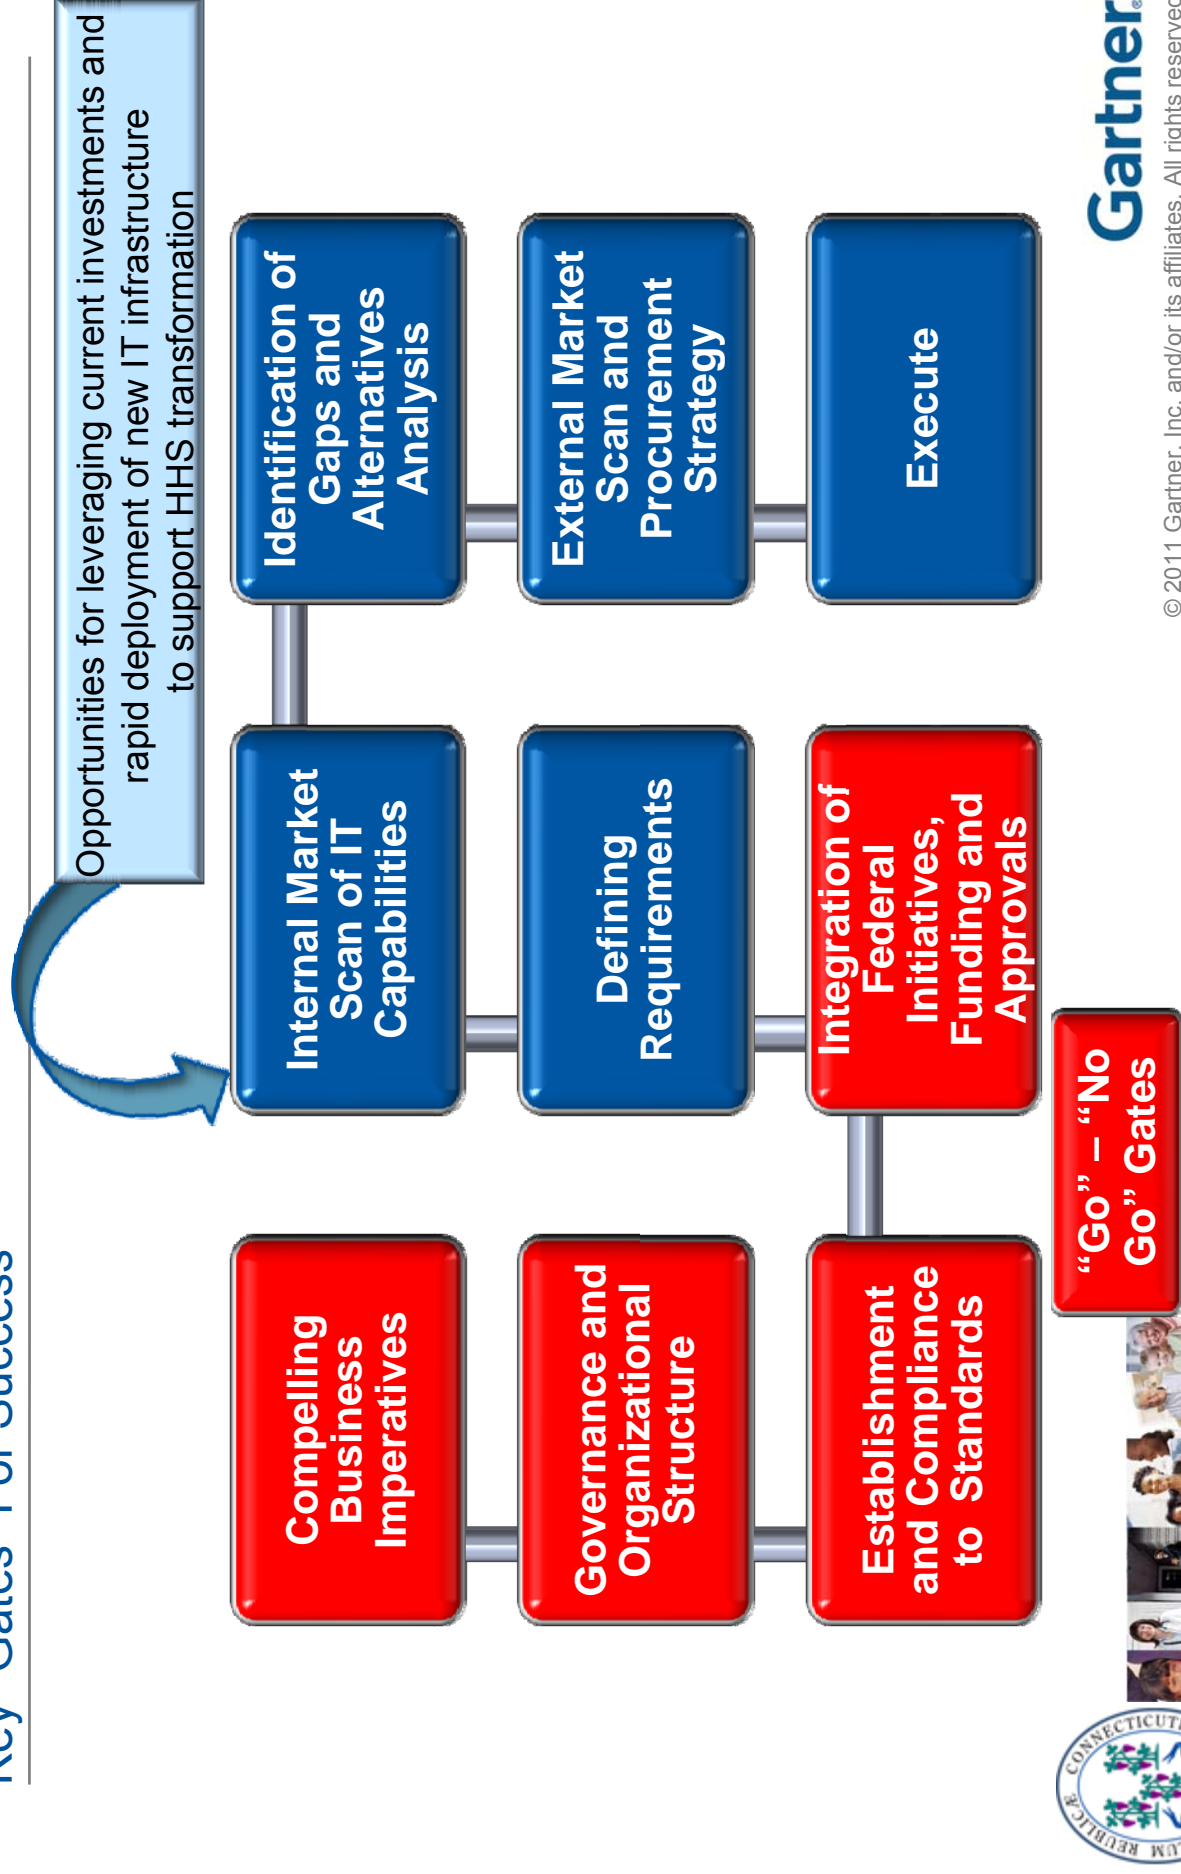 Key Gates For Success
Opportunities for leveraging current investments and
rapid deployment of new IT infrastructure
to support HHS transformation
Compelling
Business
Imperatives
Internal Market
Scan of IT
Capabilities
Identification of
Gaps and
Alternatives
Analysis
Governance and
Organizational
Structure
Defining
Requirements
External Market
Scan and
Procurement
Strategy
Establishment
and Compliance
to Standards
Integration of
Federal
Initiatives,
Funding and
Approvals
Execute
“Go” – “No
Go” Gates
CONNECTICUT
REUBLICÆ
Gartner®
© 2011 Gartner, Inc. and/or its affiliates. All rights reserved